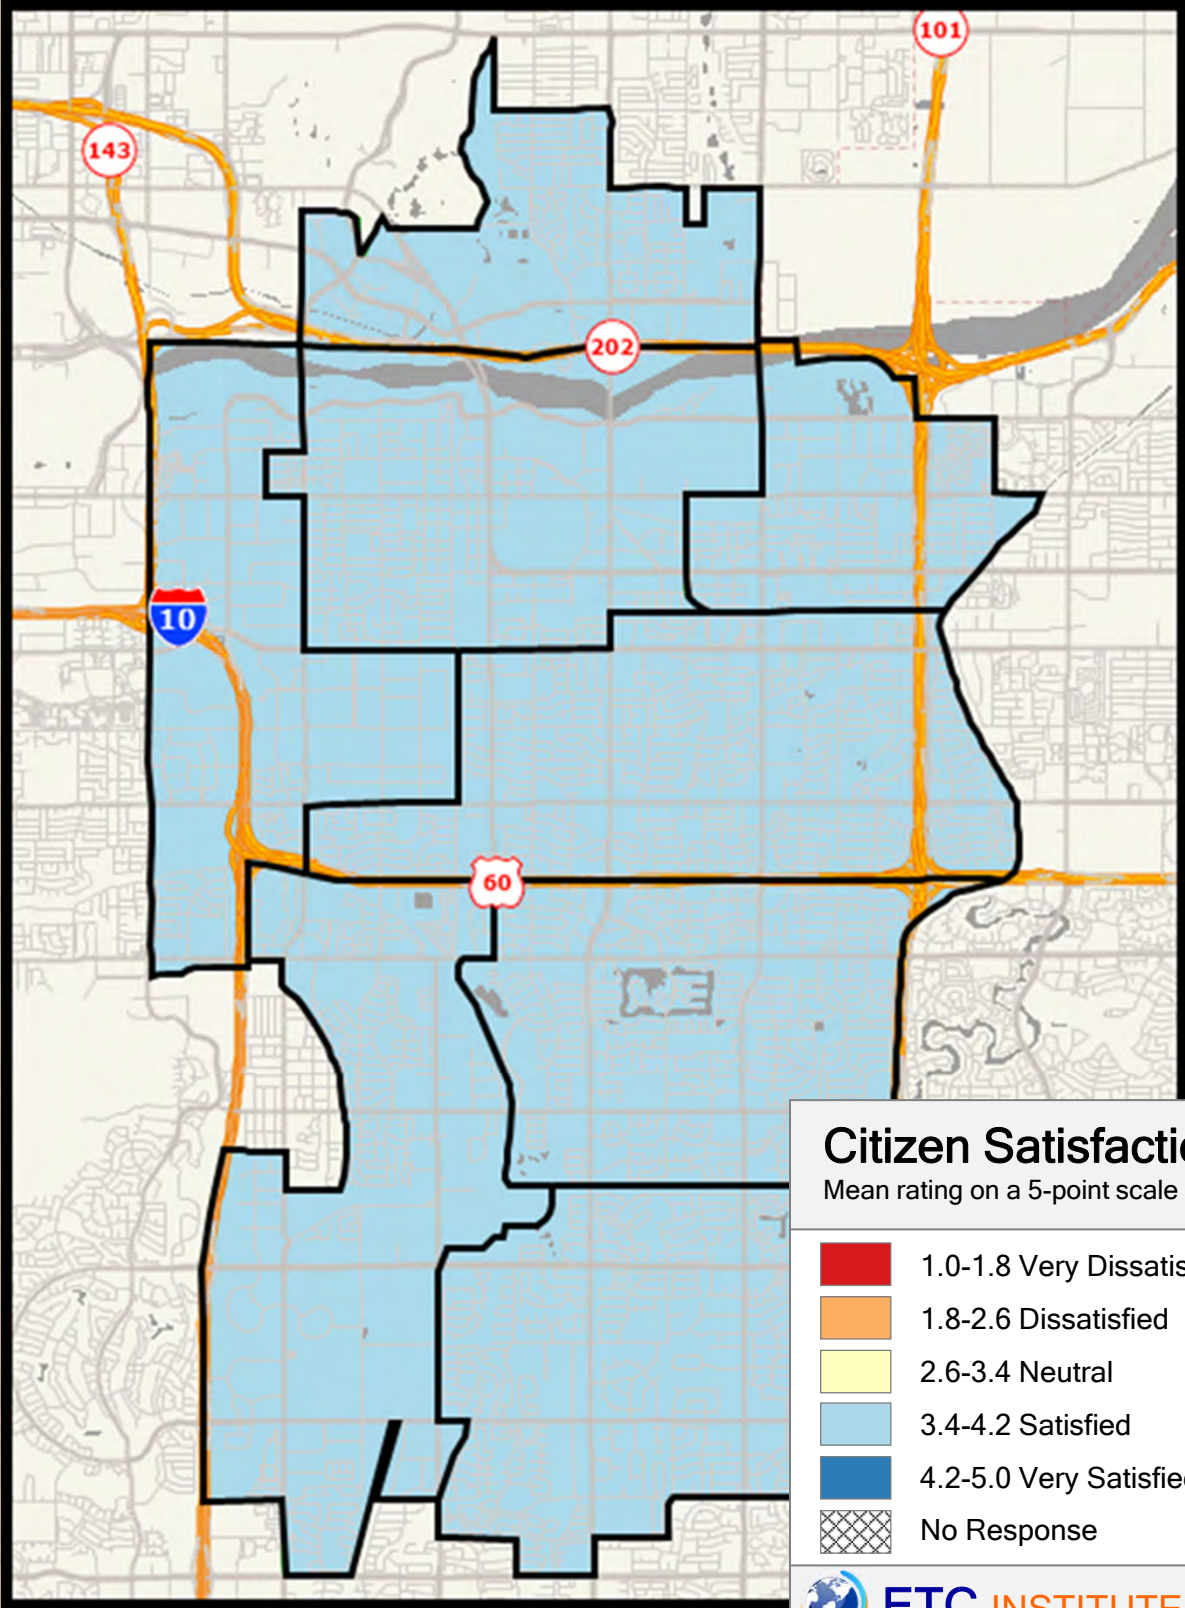 101
143
202
10
60
Citizen Satisfactio
Mean rating on a 5-point scale
1.0-1.8 Very Dissatis
1.8-2.6 Dissatisfied
2.6-3.4 Neutral
3.4-4.2 Satisfied
4.2-5.0 Very Satisfied
No Response
ETC INSTITUTE